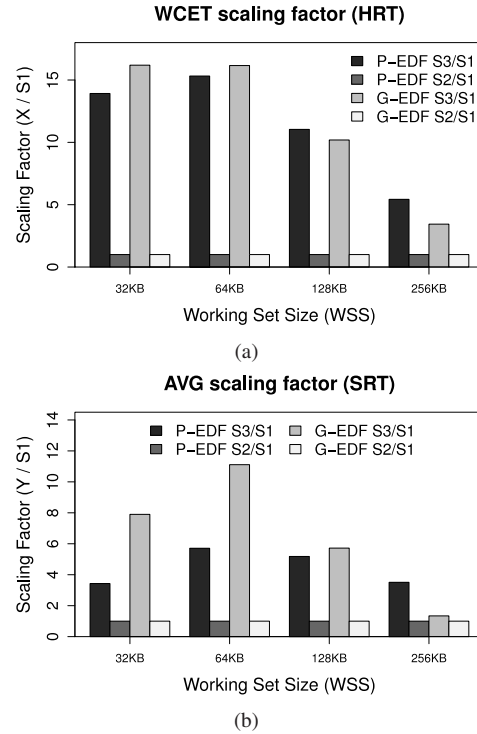 WCET scaling factor (HRT)
Scaling Factor (X / S1)
0 5 10 15
P−EDF S3/S1
P−EDF S2/S1
G−EDF S3/S1
G−EDF S2/S1
32KB 64KB 128KB 256KB
Working Set Size (WSS)
(a)
AVG scaling factor (SRT)
Scaling Factor (Y / S1)
0 2 4 6 8 10 12 14
P−EDF S3/S1 G−EDF S3/S1
P−EDF S2/S1 G−EDF S2/S1
32KB 64KB 128KB 256KB
Working Set Size (WSS)
(b)